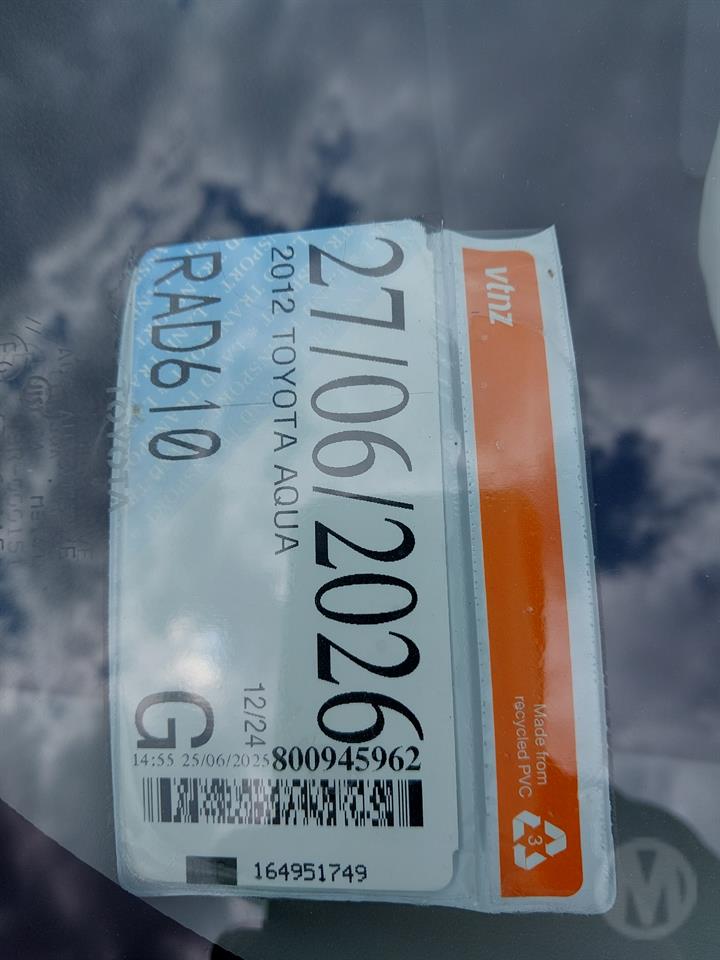 vtnz
Made from
recycled PVC
3
27/06/2026
2012 TOYOTA AQUA
12/24
RAD610
G
14:55 25/06/2025
800945962
164951749
TOYOTA
M